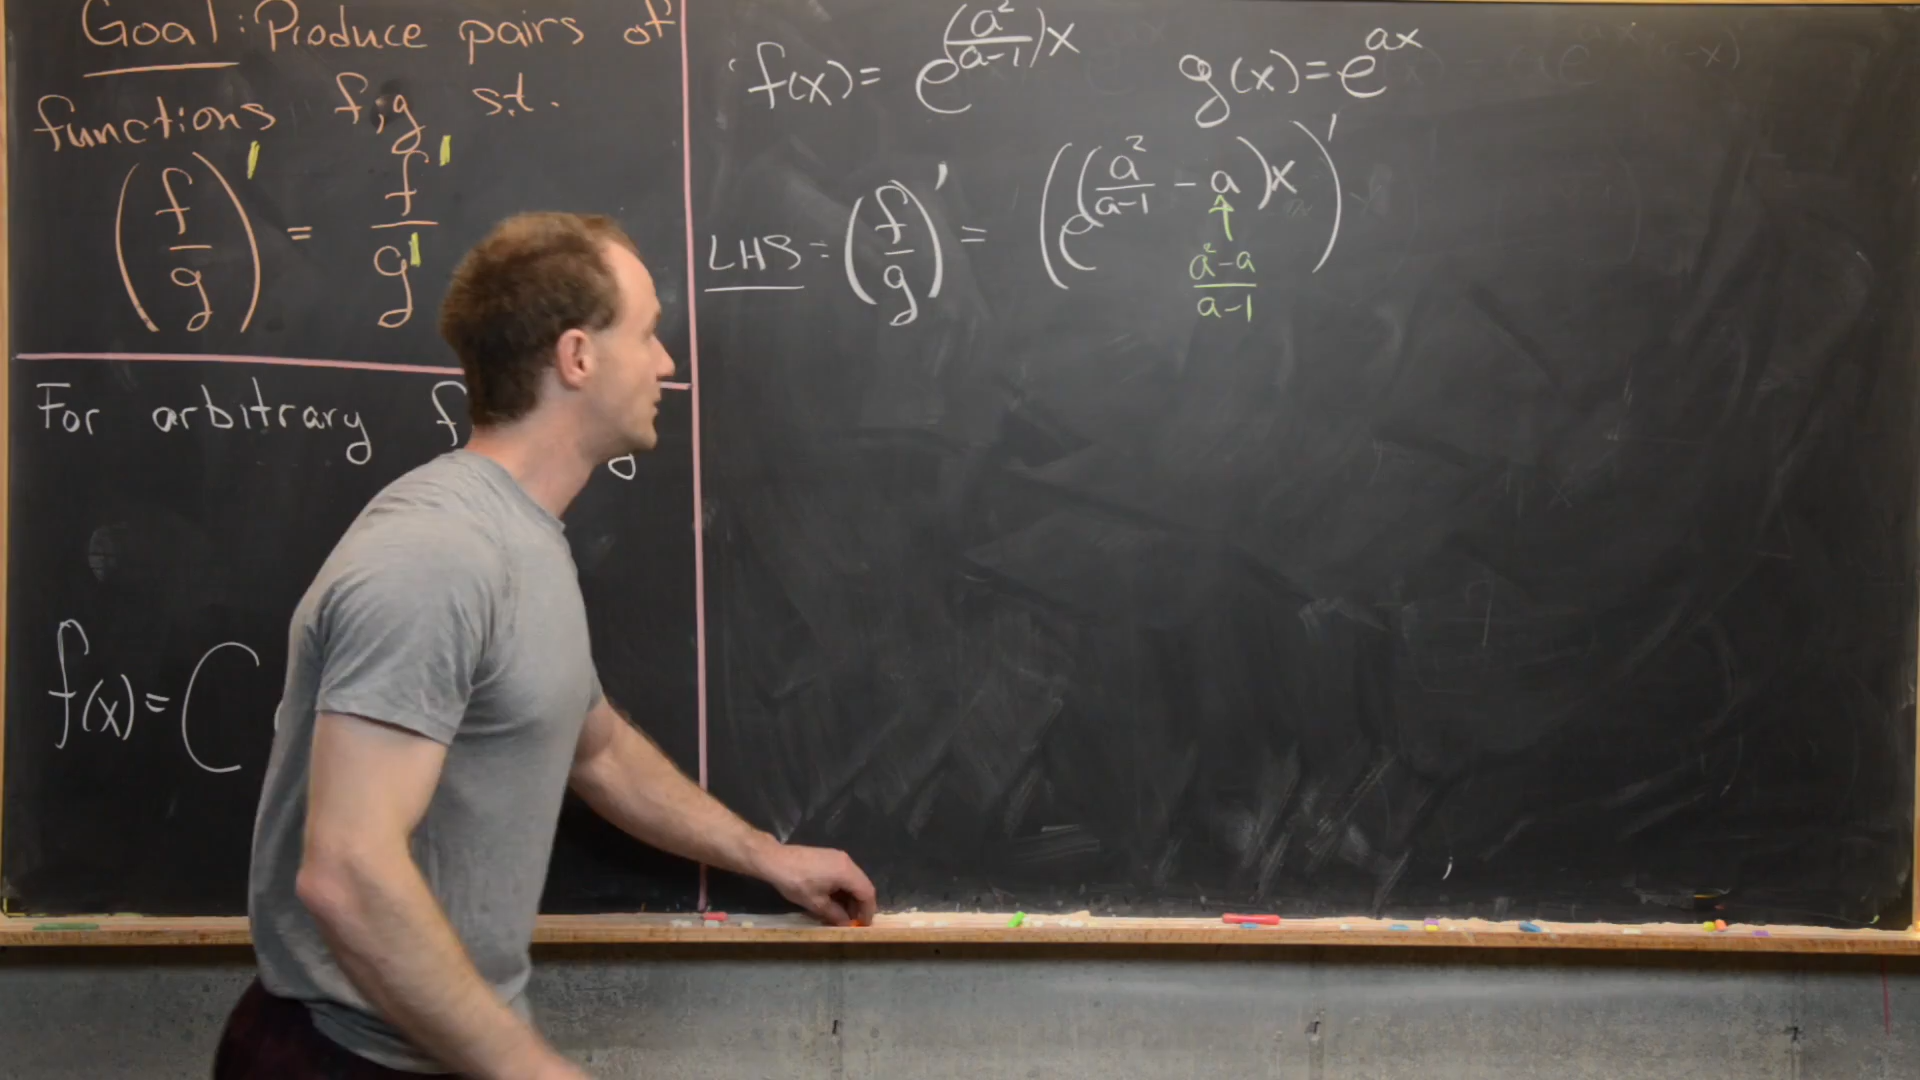 Goal: Produce pairs of
functions f, g s.t.
(f/g)' = f'/g'
For arbitrary f
f(x) = (
f(x) = e^((a²/(a-1))x) g(x) = e^(ax)
LHS = (f/g)' = (e^((a²/(a-1) - a)x))'
↑
(a²-a)/(a-1)